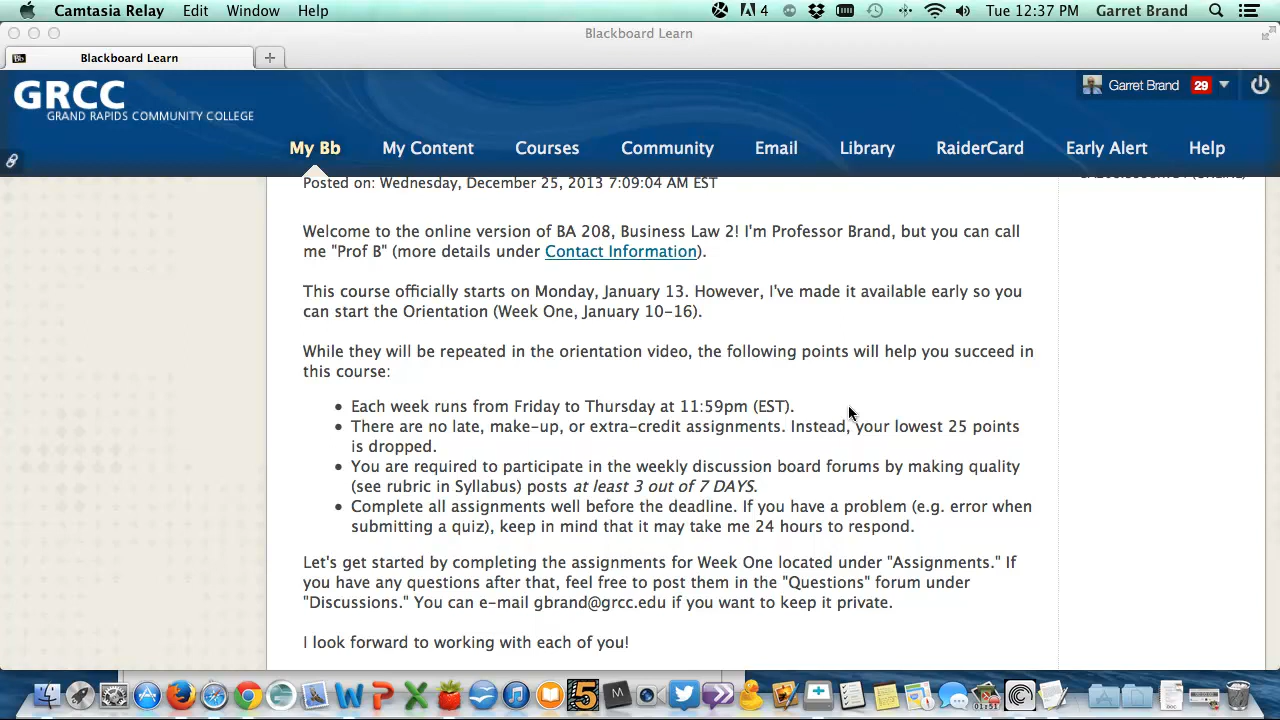 Camtasia Relay Edit Window Help 4 Tue 12:37 PM Garret Brand
Blackboard Learn
Bb Blackboard Learn
GRCC
GRAND RAPIDS COMMUNITY COLLEGE
Garret Brand 29
My Bb My Content Courses Community Email Library RaiderCard Early Alert Help
Posted on: Wednesday, December 25, 2013 7:09:04 AM EST
Welcome to the online version of BA 208, Business Law 2! I'm Professor Brand, but you can call
me "Prof B" (more details under Contact Information).
This course officially starts on Monday, January 13. However, I've made it available early so you
can start the Orientation (Week One, January 10-16).
While they will be repeated in the orientation video, the following points will help you succeed in
this course:
• Each week runs from Friday to Thursday at 11:59pm (EST).
• There are no late, make-up, or extra-credit assignments. Instead, your lowest 25 points
is dropped.
• You are required to participate in the weekly discussion board forums by making quality
(see rubric in Syllabus) posts at least 3 out of 7 DAYS.
• Complete all assignments well before the deadline. If you have a problem (e.g. error when
submitting a quiz), keep in mind that it may take me 24 hours to respond.
Let's get started by completing the assignments for Week One located under "Assignments." If
you have any questions after that, feel free to post them in the "Questions" forum under
"Discussions." You can e-mail gbrand@grcc.edu if you want to keep it private.
I look forward to working with each of you!
01:51